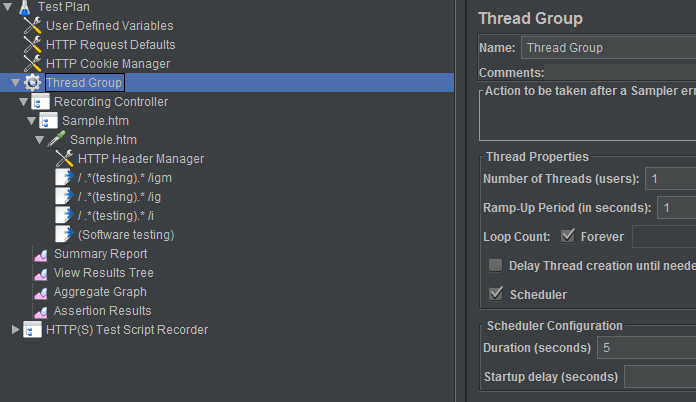 Test Plan
User Defined Variables
HTTP Request Defaults
HTTP Cookie Manager
Thread Group
Recording Controller
Sample.htm
Sample.htm
HTTP Header Manager
/ .*(testing).* /igm
/ .*(testing).* /ig
/ .*(testing).* /i
(Software testing)
Summary Report
View Results Tree
Aggregate Graph
Assertion Results
HTTP(S) Test Script Recorder
Thread Group
Name: Thread Group
Comments:
Action to be taken after a Sampler err
Thread Properties
Number of Threads (users): 1
Ramp-Up Period (in seconds): 1
Loop Count: Forever
Delay Thread creation until neede
Scheduler
Scheduler Configuration
Duration (seconds) 5
Startup delay (seconds)